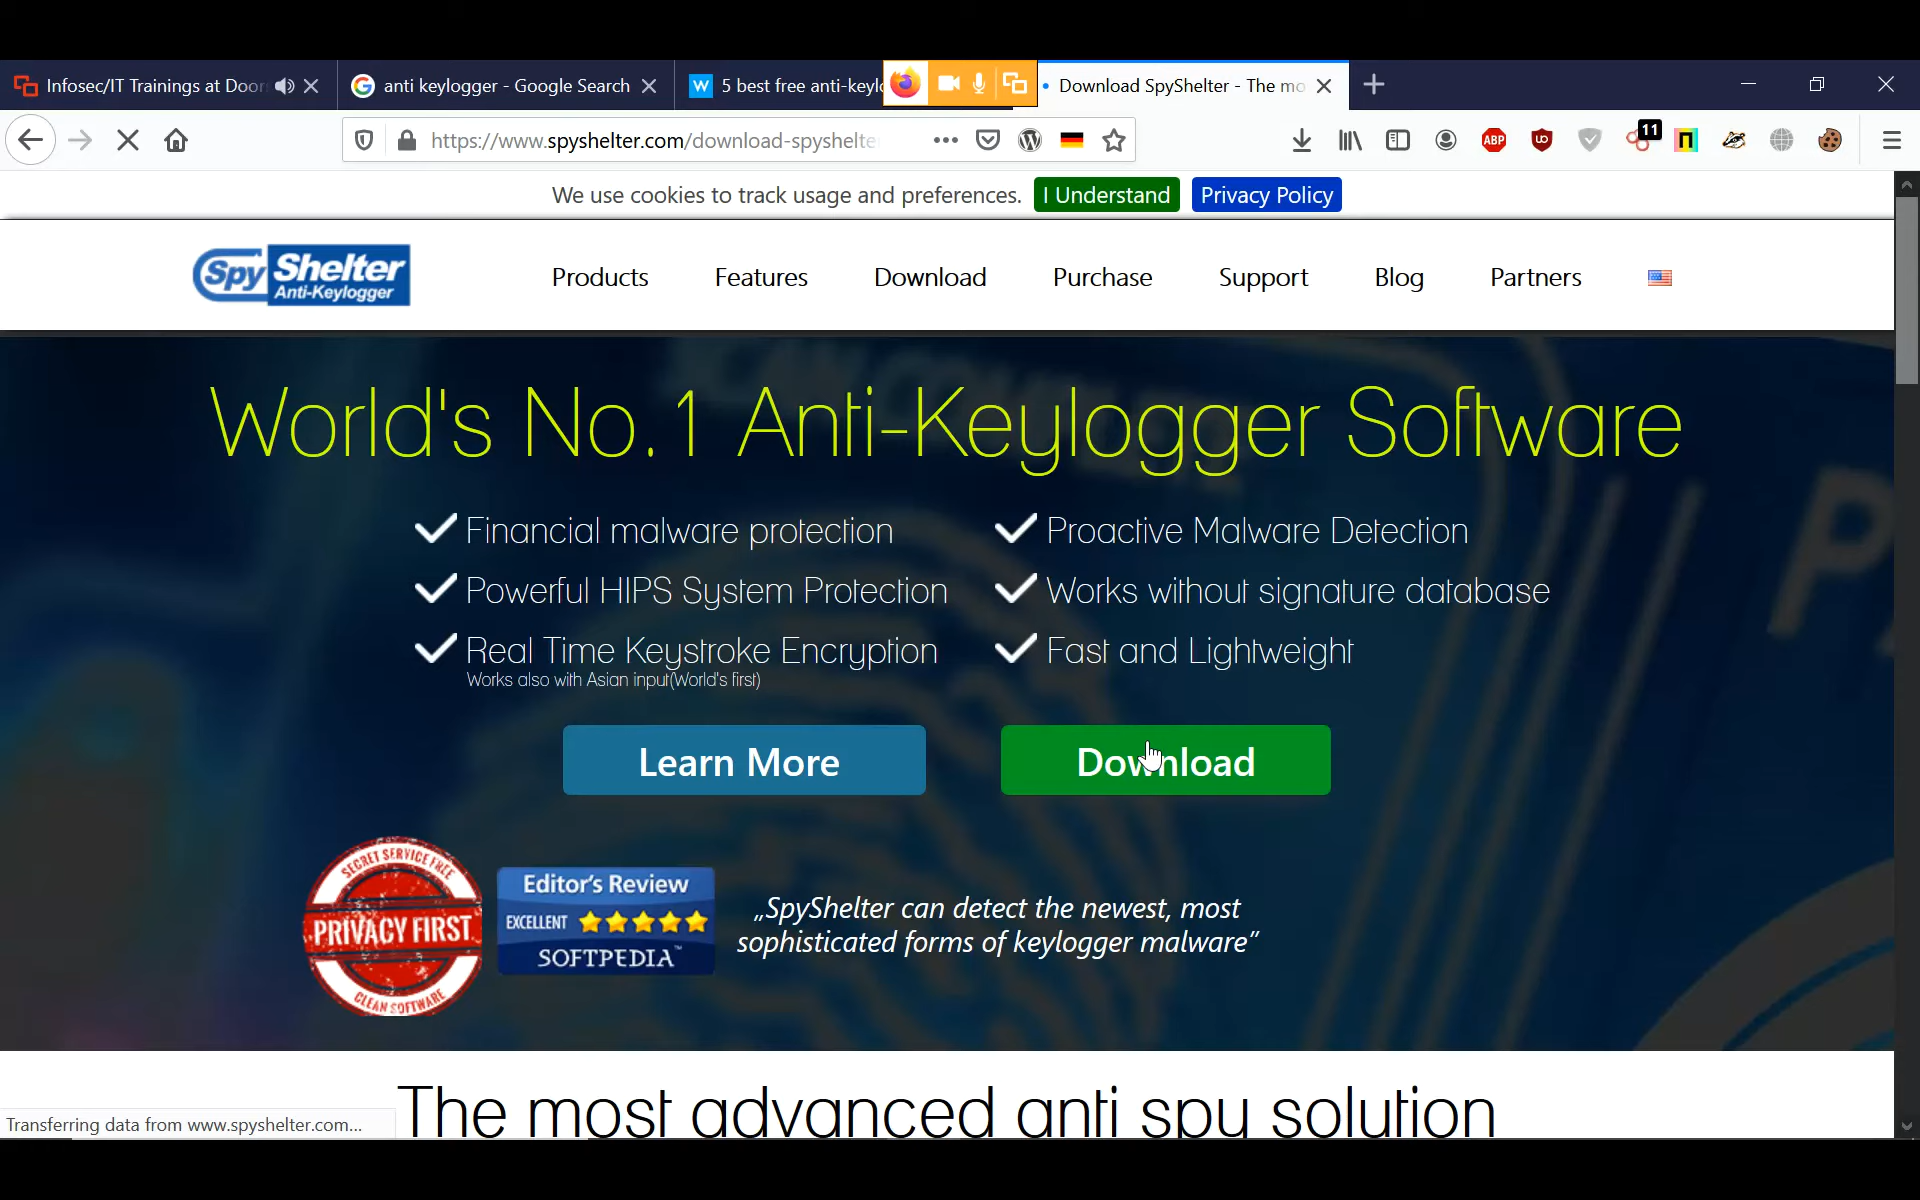 Infosec/IT Trainings at Door
anti keylogger - Google Search
5 best free anti-keylo
Download SpyShelter - The mo
https://www.spyshelter.com/download-spyshelte
ABP
11
We use cookies to track usage and preferences.
I Understand
Privacy Policy
Spy Shelter
Anti-Keylogger
Products
Features
Download
Purchase
Support
Blog
Partners
World's No.1 Anti-Keylogger Software
Financial malware protection
Proactive Malware Detection
Powerful HIPS System Protection
Works without signature database
Real Time Keystroke Encryption
Works also with Asian input(World's first)
Fast and Lightweight
Learn More
Download
SECRET SERVICE FREE
PRIVACY FIRST
CLEAN SOFTWARE
Editor's Review
EXCELLENT
SOFTPEDIA™
„SpyShelter can detect the newest, most
sophisticated forms of keylogger malware”
The most advanced anti spy solution
Transferring data from www.spyshelter.com...